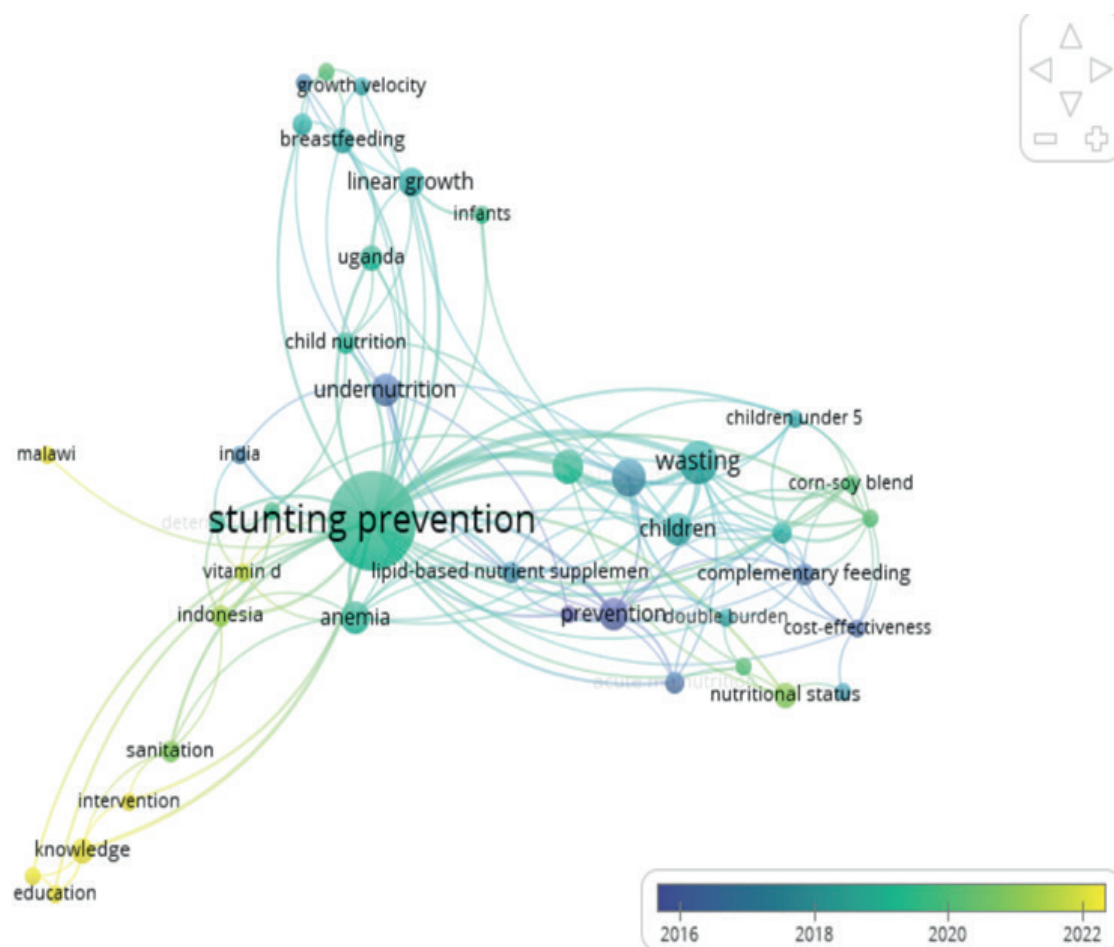 growth velocity
breastfeeding
linear growth
infants
uganda
child nutrition
undernutrition
children under 5
malawi
india
wasting
corn-soy blend
stunting prevention
children
vitamin d
lipid-based nutrient supplemen
complementary feeding
indonesia
anemia
prevention
double burden
cost-effectiveness
nutritional status
sanitation
intervention
knowledge
education
2016
2018
2020
2022